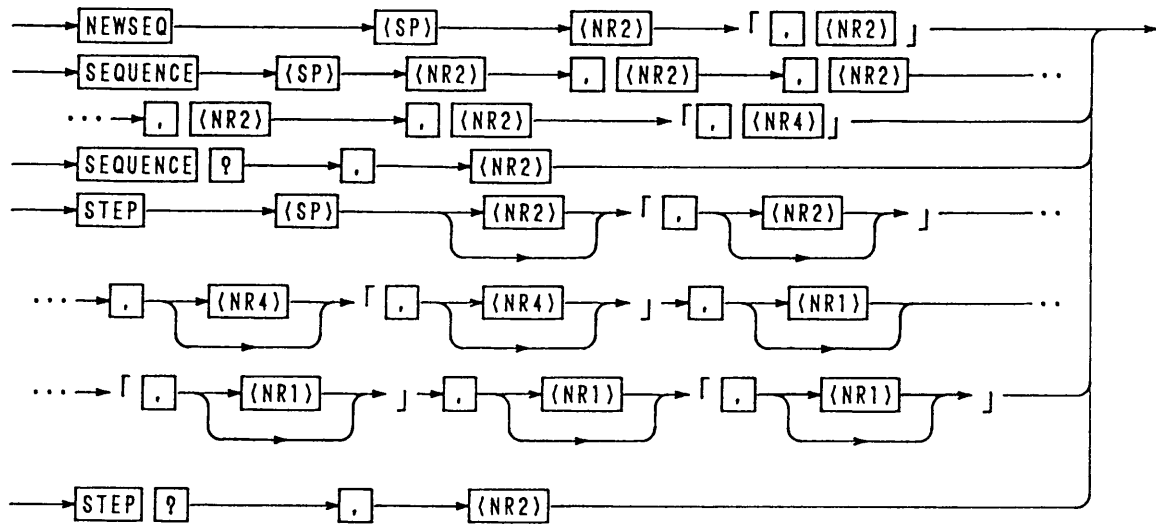 NEWSEQ (SP) (NR2) 「 , (NR2) 」
SEQUENCE (SP) (NR2) , (NR2) , (NR2) ··
··· , (NR2) , (NR2) 「 , (NR4) 」
SEQUENCE ? , (NR2)
STEP (SP) (NR2) 「 , (NR2) 」 ··
··· , (NR4) 「 , (NR4) 」 , (NR1) ··
··· 「 , (NR1) 」 , (NR1) 「 , (NR1) 」
STEP ? , (NR2)